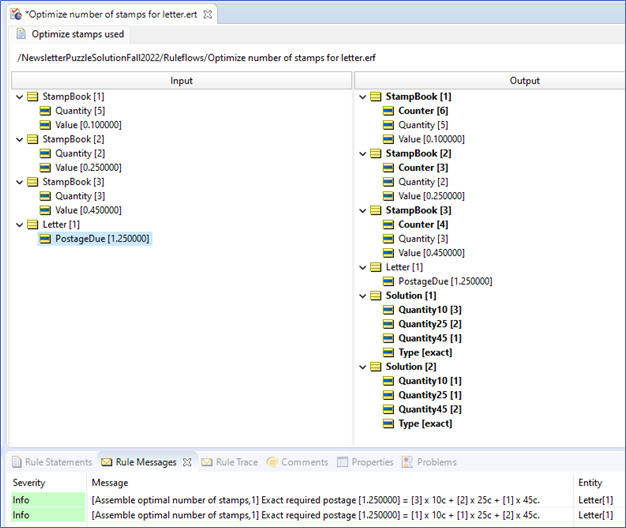 *Optimize number of stamps for letter.ert
Optimize stamps used
/NewsletterPuzzleSolutionFall2022/Ruleflows/Optimize number of stamps for letter.erf
Input
StampBook [1]
Quantity [5]
Value [0.100000]
StampBook [2]
Quantity [2]
Value [0.250000]
StampBook [3]
Quantity [3]
Value [0.450000]
Letter [1]
PostageDue [1.250000]
Output
StampBook [1]
Counter [6]
Quantity [5]
Value [0.100000]
StampBook [2]
Counter [3]
Quantity [2]
Value [0.250000]
StampBook [3]
Counter [4]
Quantity [3]
Value [0.450000]
Letter [1]
PostageDue [1.250000]
Solution [1]
Quantity10 [3]
Quantity25 [2]
Quantity45 [1]
Type [exact]
Solution [2]
Quantity10 [1]
Quantity25 [1]
Quantity45 [2]
Type [exact]
Rule Statements Rule Messages Rule Trace Comments Properties Problems
Severity Message Entity
Info [Assemble optimal number of stamps,1] Exact required postage [1.250000] = [3] x 10c + [2] x 25c + [1] x 45c. Letter[1]
Info [Assemble optimal number of stamps,1] Exact required postage [1.250000] = [1] x 10c + [1] x 25c + [2] x 45c. Letter[1]